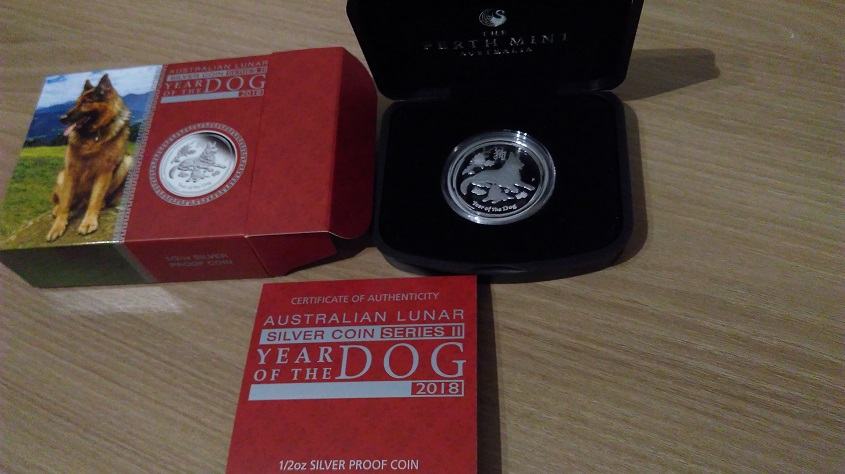 AUSTRALIAN LUNAR
SILVER COIN SERIES II
YEAR
OF THE
DOG
2018
1/2oz SILVER
PROOF COIN
THE
PERTH MINT
AUSTRALIA
狗
Year of the Dog
CERTIFICATE OF AUTHENTICITY
AUSTRALIAN LUNAR
SILVER COIN SERIES II
YEAR
OF THE
DOG
2018
1/2oz SILVER PROOF COIN